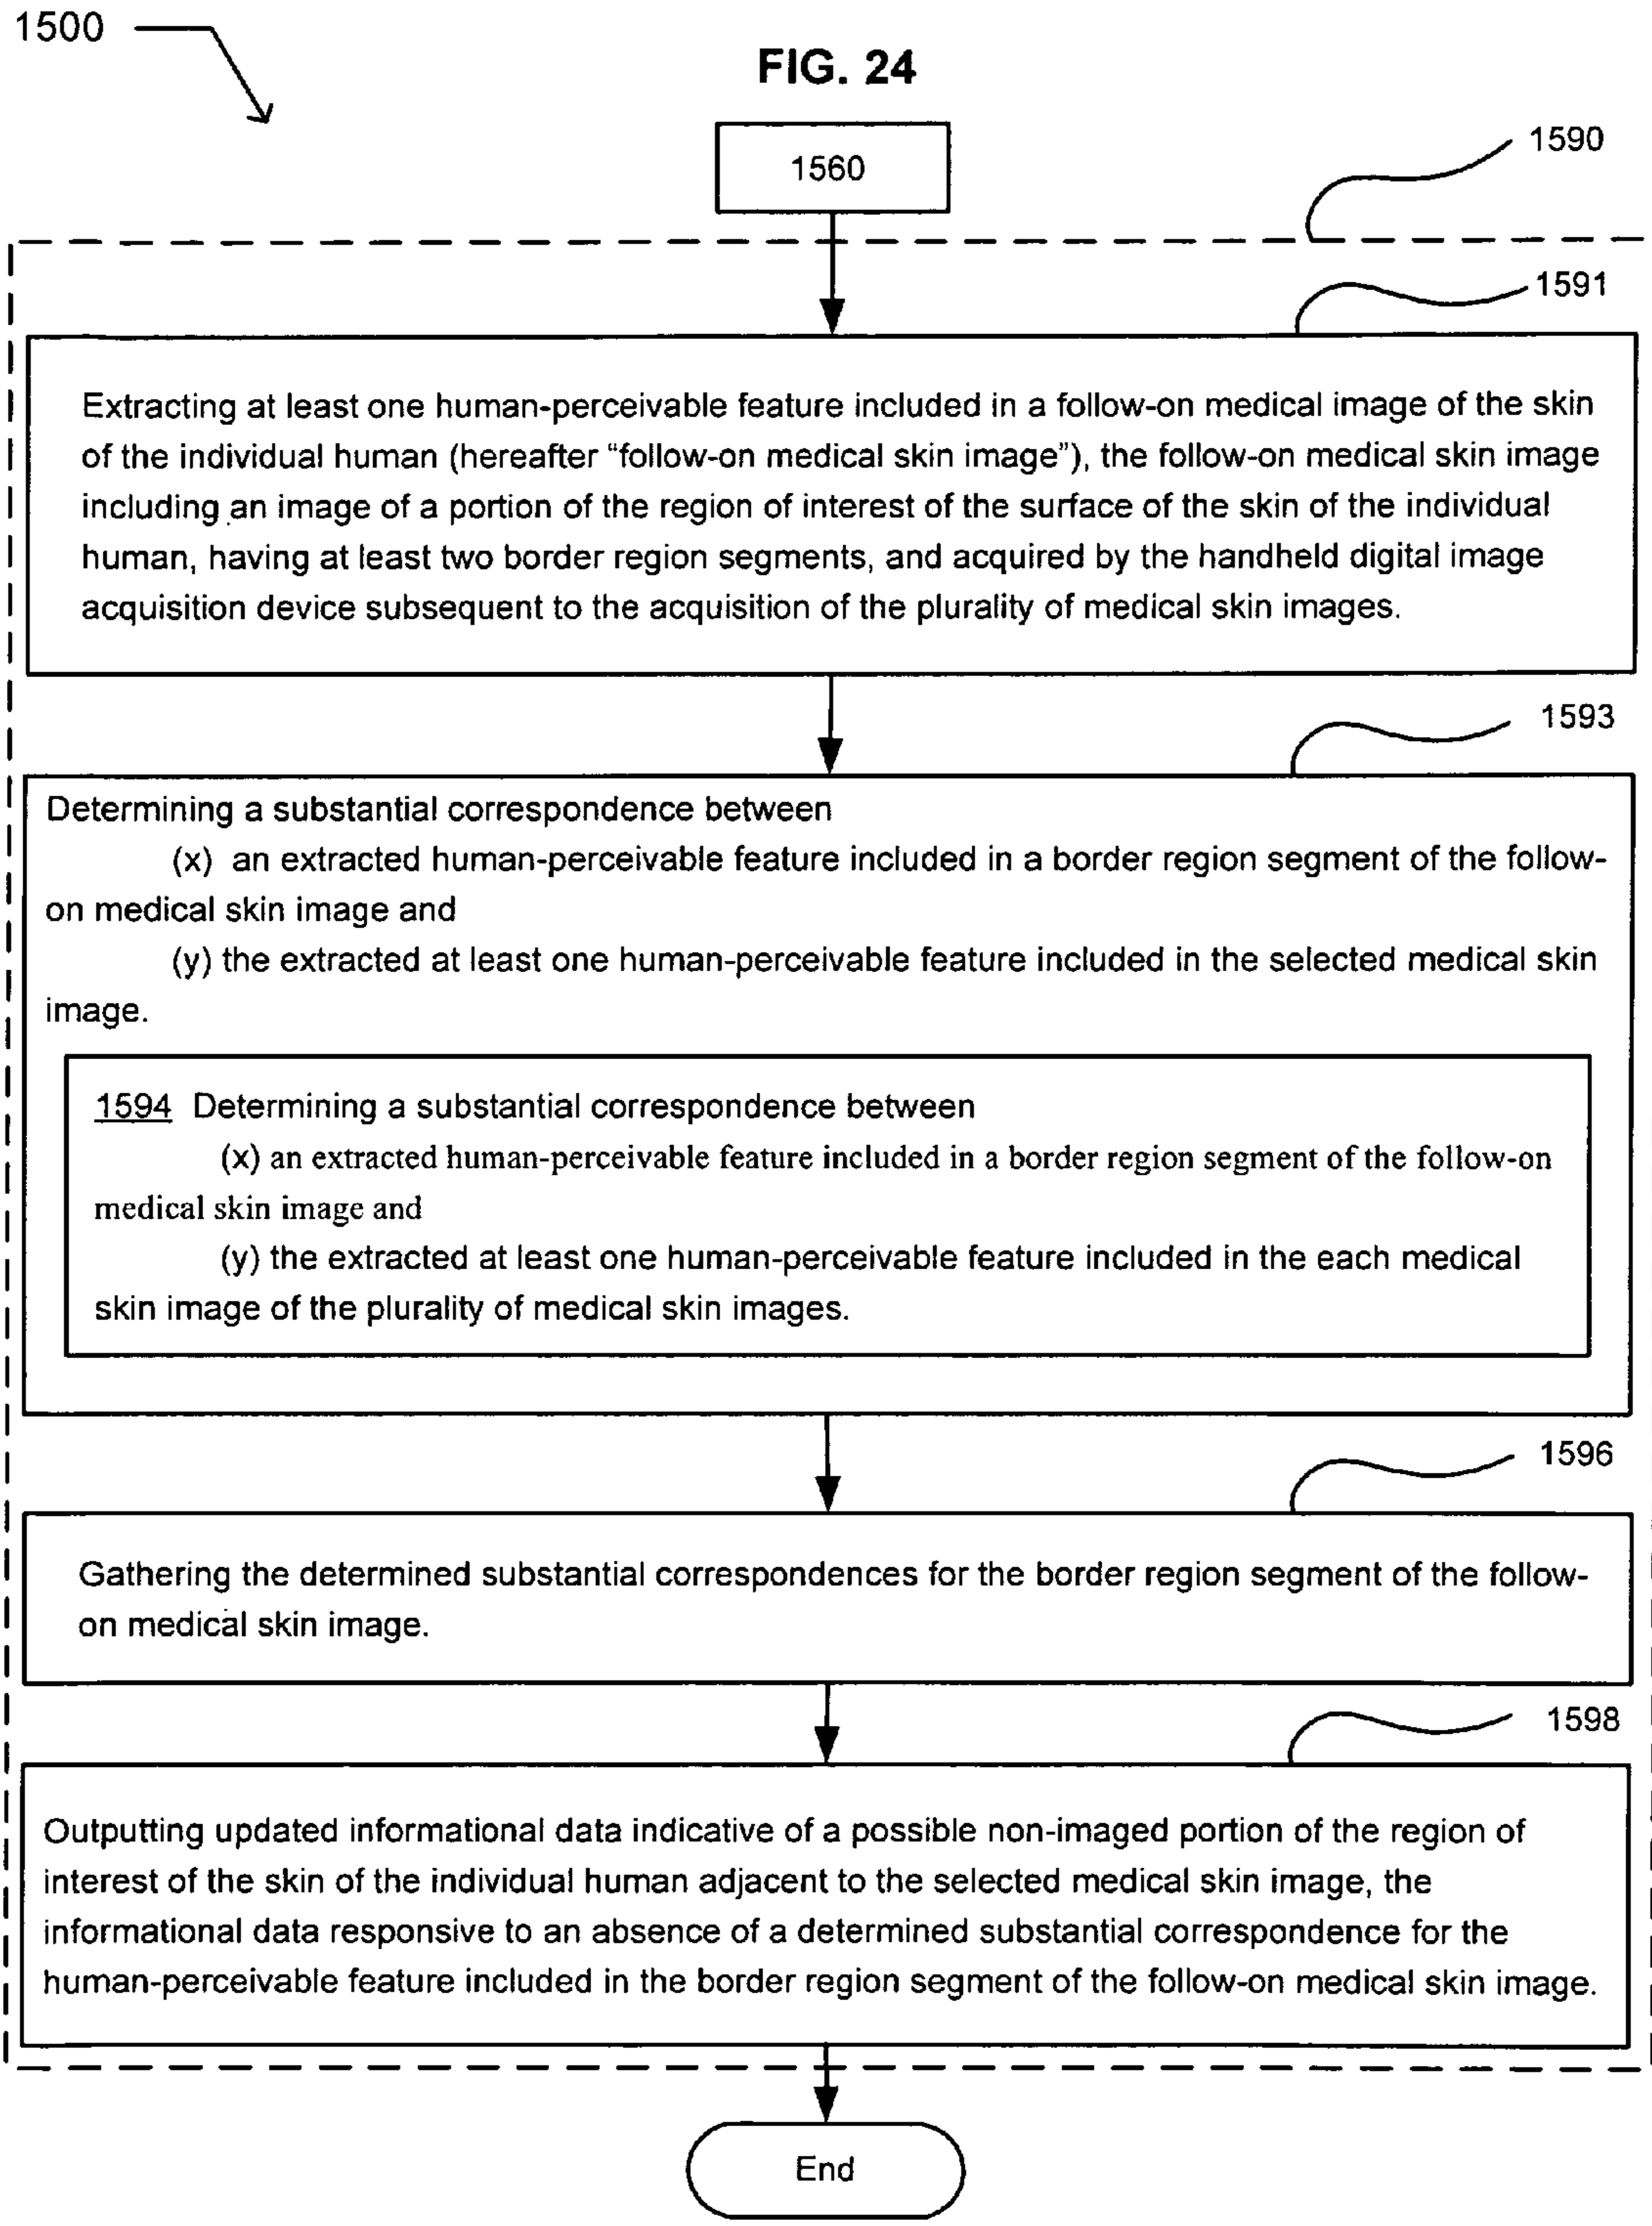 1500
FIG. 24
1560
1590
1591
Extracting at least one human-perceivable feature included in a follow-on medical image of the skin
of the individual human (hereafter “follow-on medical skin image”), the follow-on medical skin image
including an image of a portion of the region of interest of the surface of the skin of the individual
human, having at least two border region segments, and acquired by the handheld digital image
acquisition device subsequent to the acquisition of the plurality of medical skin images.
1593
Determining a substantial correspondence between
(x) an extracted human-perceivable feature included in a border region segment of the follow-
on medical skin image and
(y) the extracted at least one human-perceivable feature included in the selected medical skin
image.
1594 Determining a substantial correspondence between
(x) an extracted human-perceivable feature included in a border region segment of the follow-on
medical skin image and
(y) the extracted at least one human-perceivable feature included in the each medical
skin image of the plurality of medical skin images.
1596
Gathering the determined substantial correspondences for the border region segment of the follow-
on medical skin image.
1598
Outputting updated informational data indicative of a possible non-imaged portion of the region of
interest of the skin of the individual human adjacent to the selected medical skin image, the
informational data responsive to an absence of a determined substantial correspondence for the
human-perceivable feature included in the border region segment of the follow-on medical skin image.
End